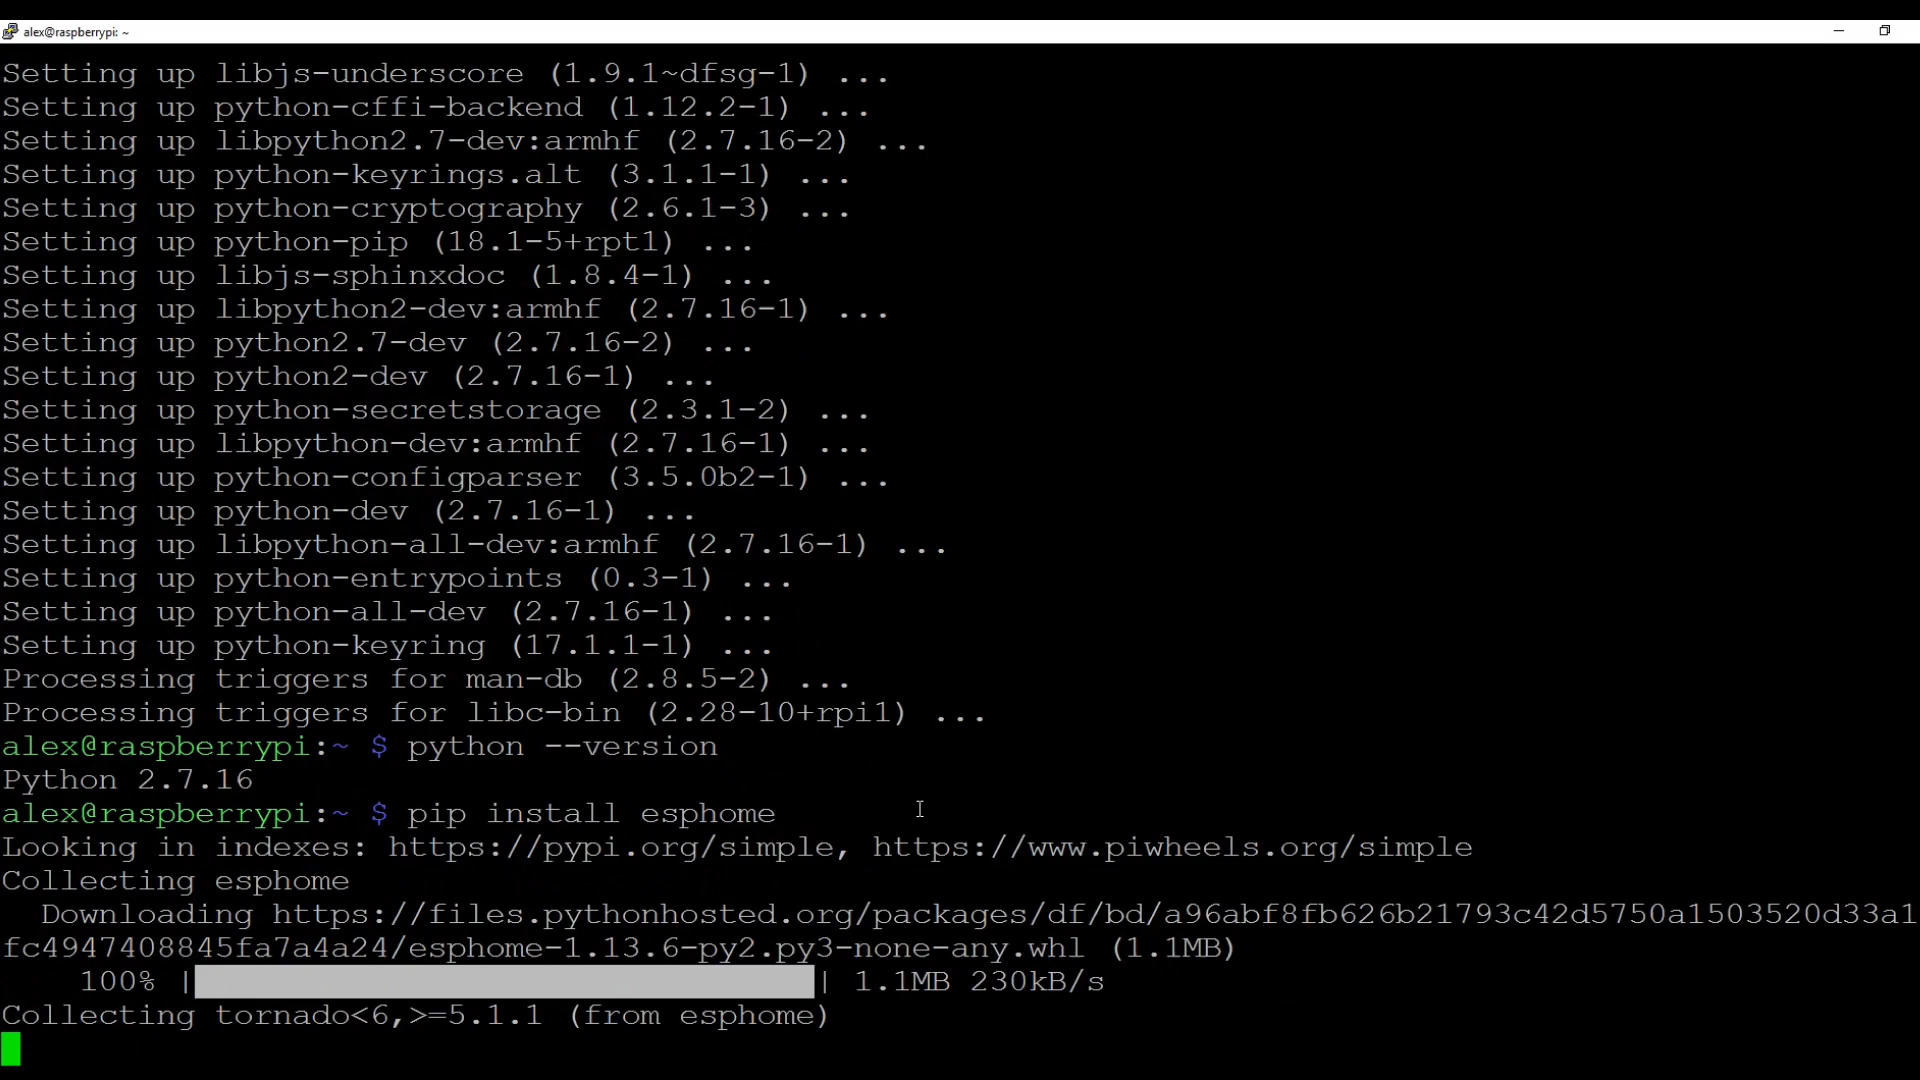 alex@raspberrypi: ~
Setting up libjs-underscore (1.9.1~dfsg-1) ...
Setting up python-cffi-backend (1.12.2-1) ...
Setting up libpython2.7-dev:armhf (2.7.16-2) ...
Setting up python-keyrings.alt (3.1.1-1) ...
Setting up python-cryptography (2.6.1-3) ...
Setting up python-pip (18.1-5+rpt1) ...
Setting up libjs-sphinxdoc (1.8.4-1) ...
Setting up libpython2-dev:armhf (2.7.16-1) ...
Setting up python2.7-dev (2.7.16-2) ...
Setting up python2-dev (2.7.16-1) ...
Setting up python-secretstorage (2.3.1-2) ...
Setting up libpython-dev:armhf (2.7.16-1) ...
Setting up python-configparser (3.5.0b2-1) ...
Setting up python-dev (2.7.16-1) ...
Setting up libpython-all-dev:armhf (2.7.16-1) ...
Setting up python-entrypoints (0.3-1) ...
Setting up python-all-dev (2.7.16-1) ...
Setting up python-keyring (17.1.1-1) ...
Processing triggers for man-db (2.8.5-2) ...
Processing triggers for libc-bin (2.28-10+rpi1) ...
alex@raspberrypi:~ $ python --version
Python 2.7.16
alex@raspberrypi:~ $ pip install esphome
Looking in indexes: https://pypi.org/simple, https://www.piwheels.org/simple
Collecting esphome
  Downloading https://files.pythonhosted.org/packages/df/bd/a96abf8fb626b21793c42d5750a1503520d33a1
fc4947408845fa7a4a24/esphome-1.13.6-py2.py3-none-any.whl (1.1MB)
    100% |████████████████████████████████| 1.1MB 230kB/s
Collecting tornado<6,>=5.1.1 (from esphome)